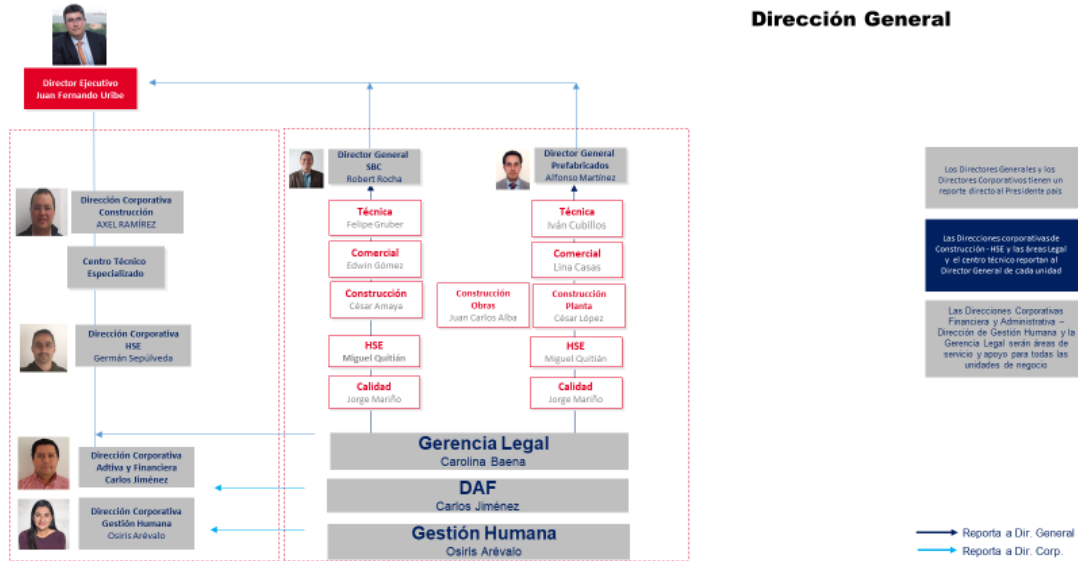 Dirección General
Director Ejecutivo
Juan Fernando Uribe
Dirección Corporativa
Construcción
AXEL RAMÍREZ
Centro Técnico
Especializado
Dirección Corporativa
HSE
Germán Sepúlveda
Dirección Corporativa
Adtiva y Financiera
Carlos Jiménez
Dirección Corporativa
Gestión Humana
Osiris Arévalo
Director General
SBC
Robert Rocha
Técnica
Felipe Gruber
Comercial
Edwin Gómez
Construcción
César Amaya
HSE
Miguel Quitián
Calidad
Jorge Mariño
Director General
Prefabricados
Alfonso Martínez
Técnica
Iván Cubillos
Comercial
Lina Casas
Construcción
Obras
Juan Carlos Alba
Construcción
Planta
César López
HSE
Miguel Quitián
Calidad
Jorge Mariño
Gerencia Legal
Carolina Baena
DAF
Carlos Jiménez
Gestión Humana
Osiris Arévalo
Los Directores Generales y los
Directores Corporativos tienen un
reporte directo al Presidente país
Las Direcciones corporativas de
Construcción - HSE y las áreas Legal
y el centro técnico reportan al
Director General de cada unidad
Las Direcciones Corporativas
Financiera y Administrativa –
Dirección de Gestión Humana y la
Gerencia Legal serán áreas de
servicio y apoyo para todas las
unidades de negocio
Reporta a Dir. General
Reporta a Dir. Corp.